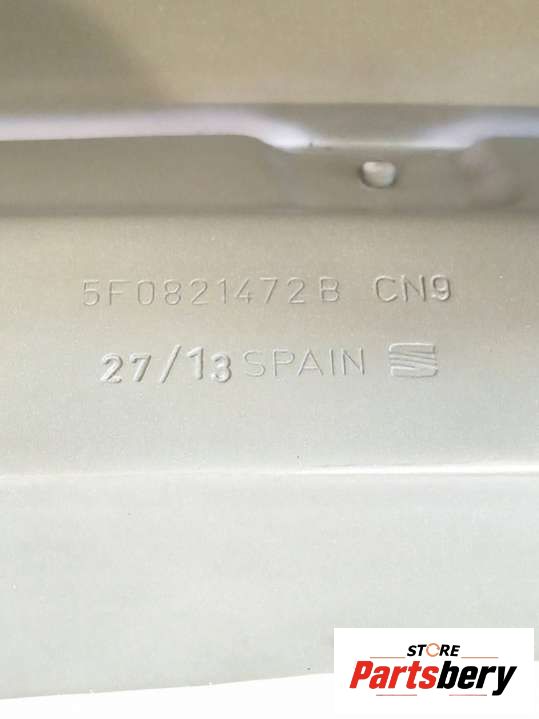 5F0821472B CN9
27/13 SPAIN
STORE
Partsbery